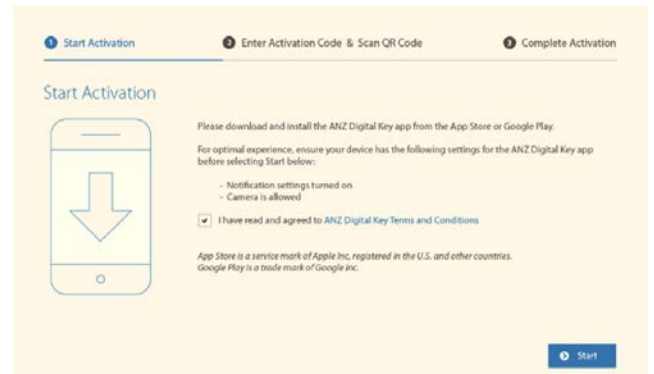 1 Start Activation
2 Enter Activation Code & Scan QR Code
3 Complete Activation
Start Activation
Please download and install the ANZ Digital Key app from the App Store or Google Play.
For optimal experience, ensure your device has the following settings for the ANZ Digital Key app
before selecting Start below:
- Notification settings turned on
- Camera is allowed
I have read and agreed to ANZ Digital Key Terms and Conditions
App Store is a service mark of Apple Inc, registered in the U.S. and other countries.
Google Play is a trade mark of Google Inc.
Start